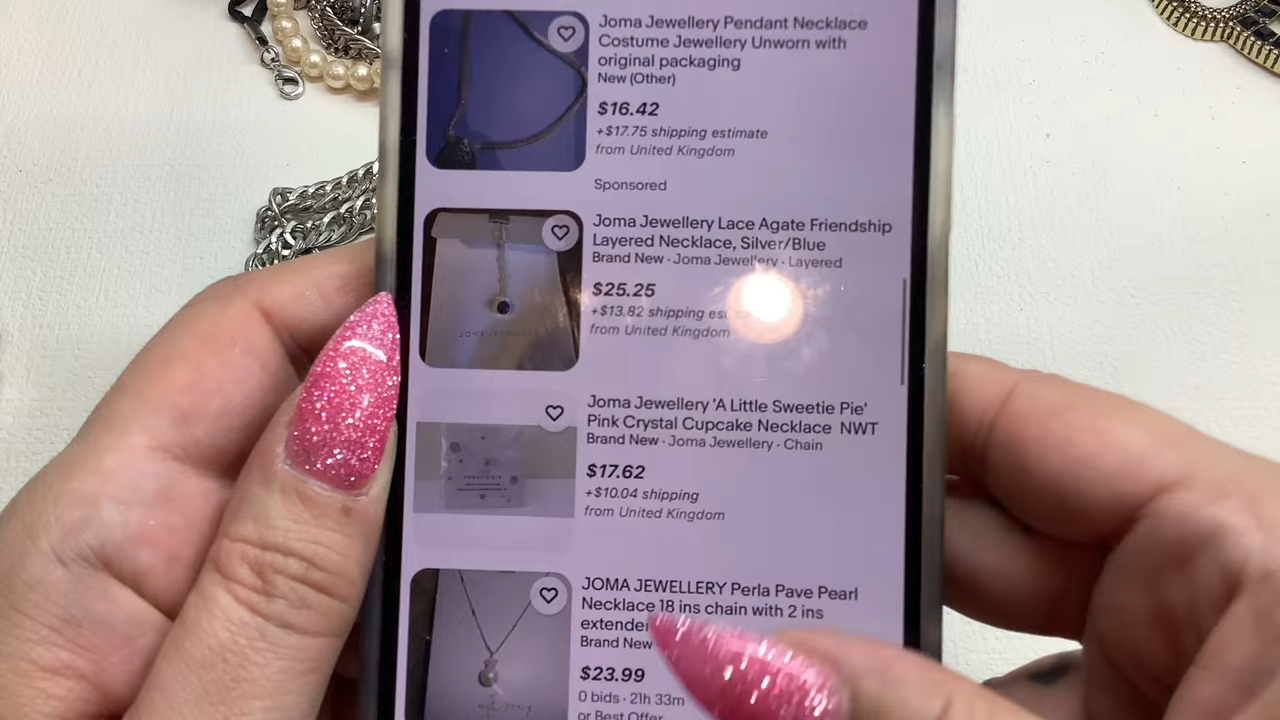 Joma Jewellery Pendant Necklace
Costume Jewellery Unworn with
original packaging
New (Other)
$16.42
+$17.75 shipping estimate
from United Kingdom
Sponsored
Joma Jewellery Lace Agate Friendship
Layered Necklace, Silver/Blue
Brand New · Joma Jewellery · Layered
$25.25
+$13.82 shipping
from United Kingdom
Joma Jewellery 'A Little Sweetie Pie'
Pink Crystal Cupcake Necklace NWT
Brand New · Joma Jewellery · Chain
$17.62
+$10.04 shipping
from United Kingdom
JOMA JEWELLERY Perla Pave Pearl
Necklace 18 ins chain with 2 ins
extender
Brand New
$23.99
0 bids · 21h 33m
or Best Offer